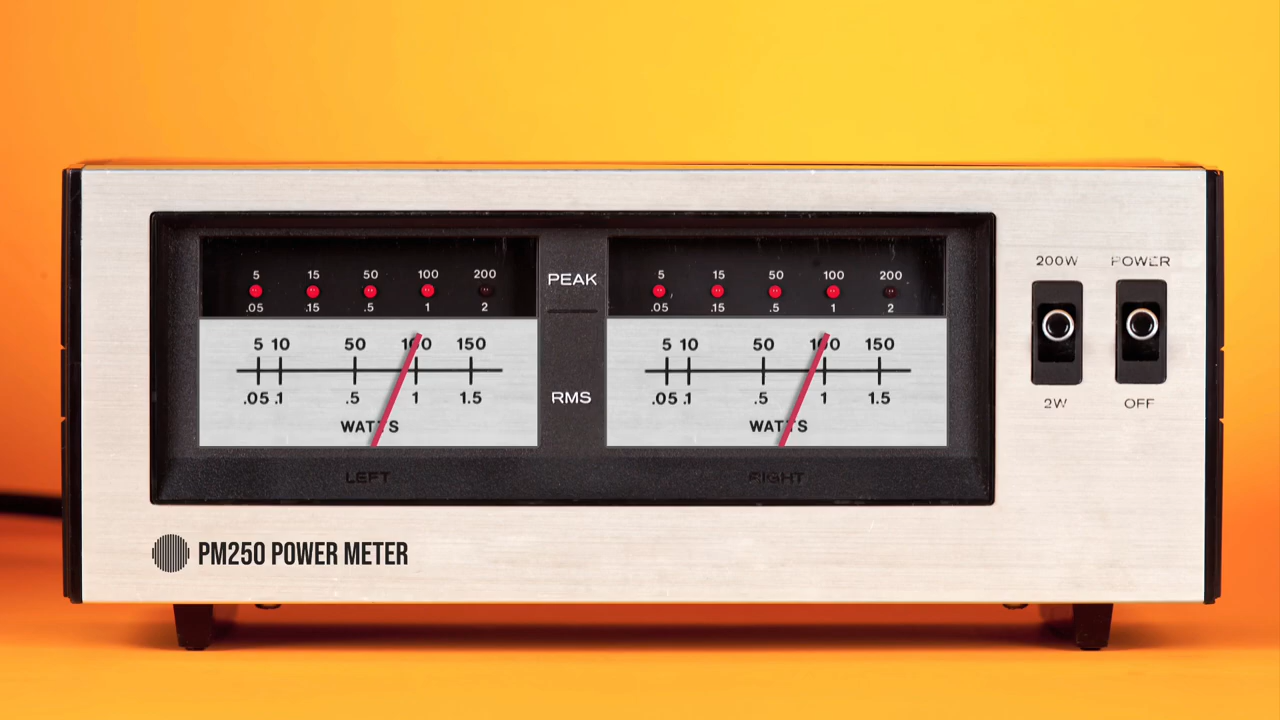 5 15 50 100 200
.05 .15 .5 1 2
5 10 50 100 150
.05 .1 .5 1 1.5
WATTS
LEFT
PEAK
RMS
5 15 50 100 200
.05 .15 .5 1 2
5 10 50 100 150
.05 .1 .5 1 1.5
WATTS
RIGHT
200W
2W
POWER
OFF
PM250 POWER METER